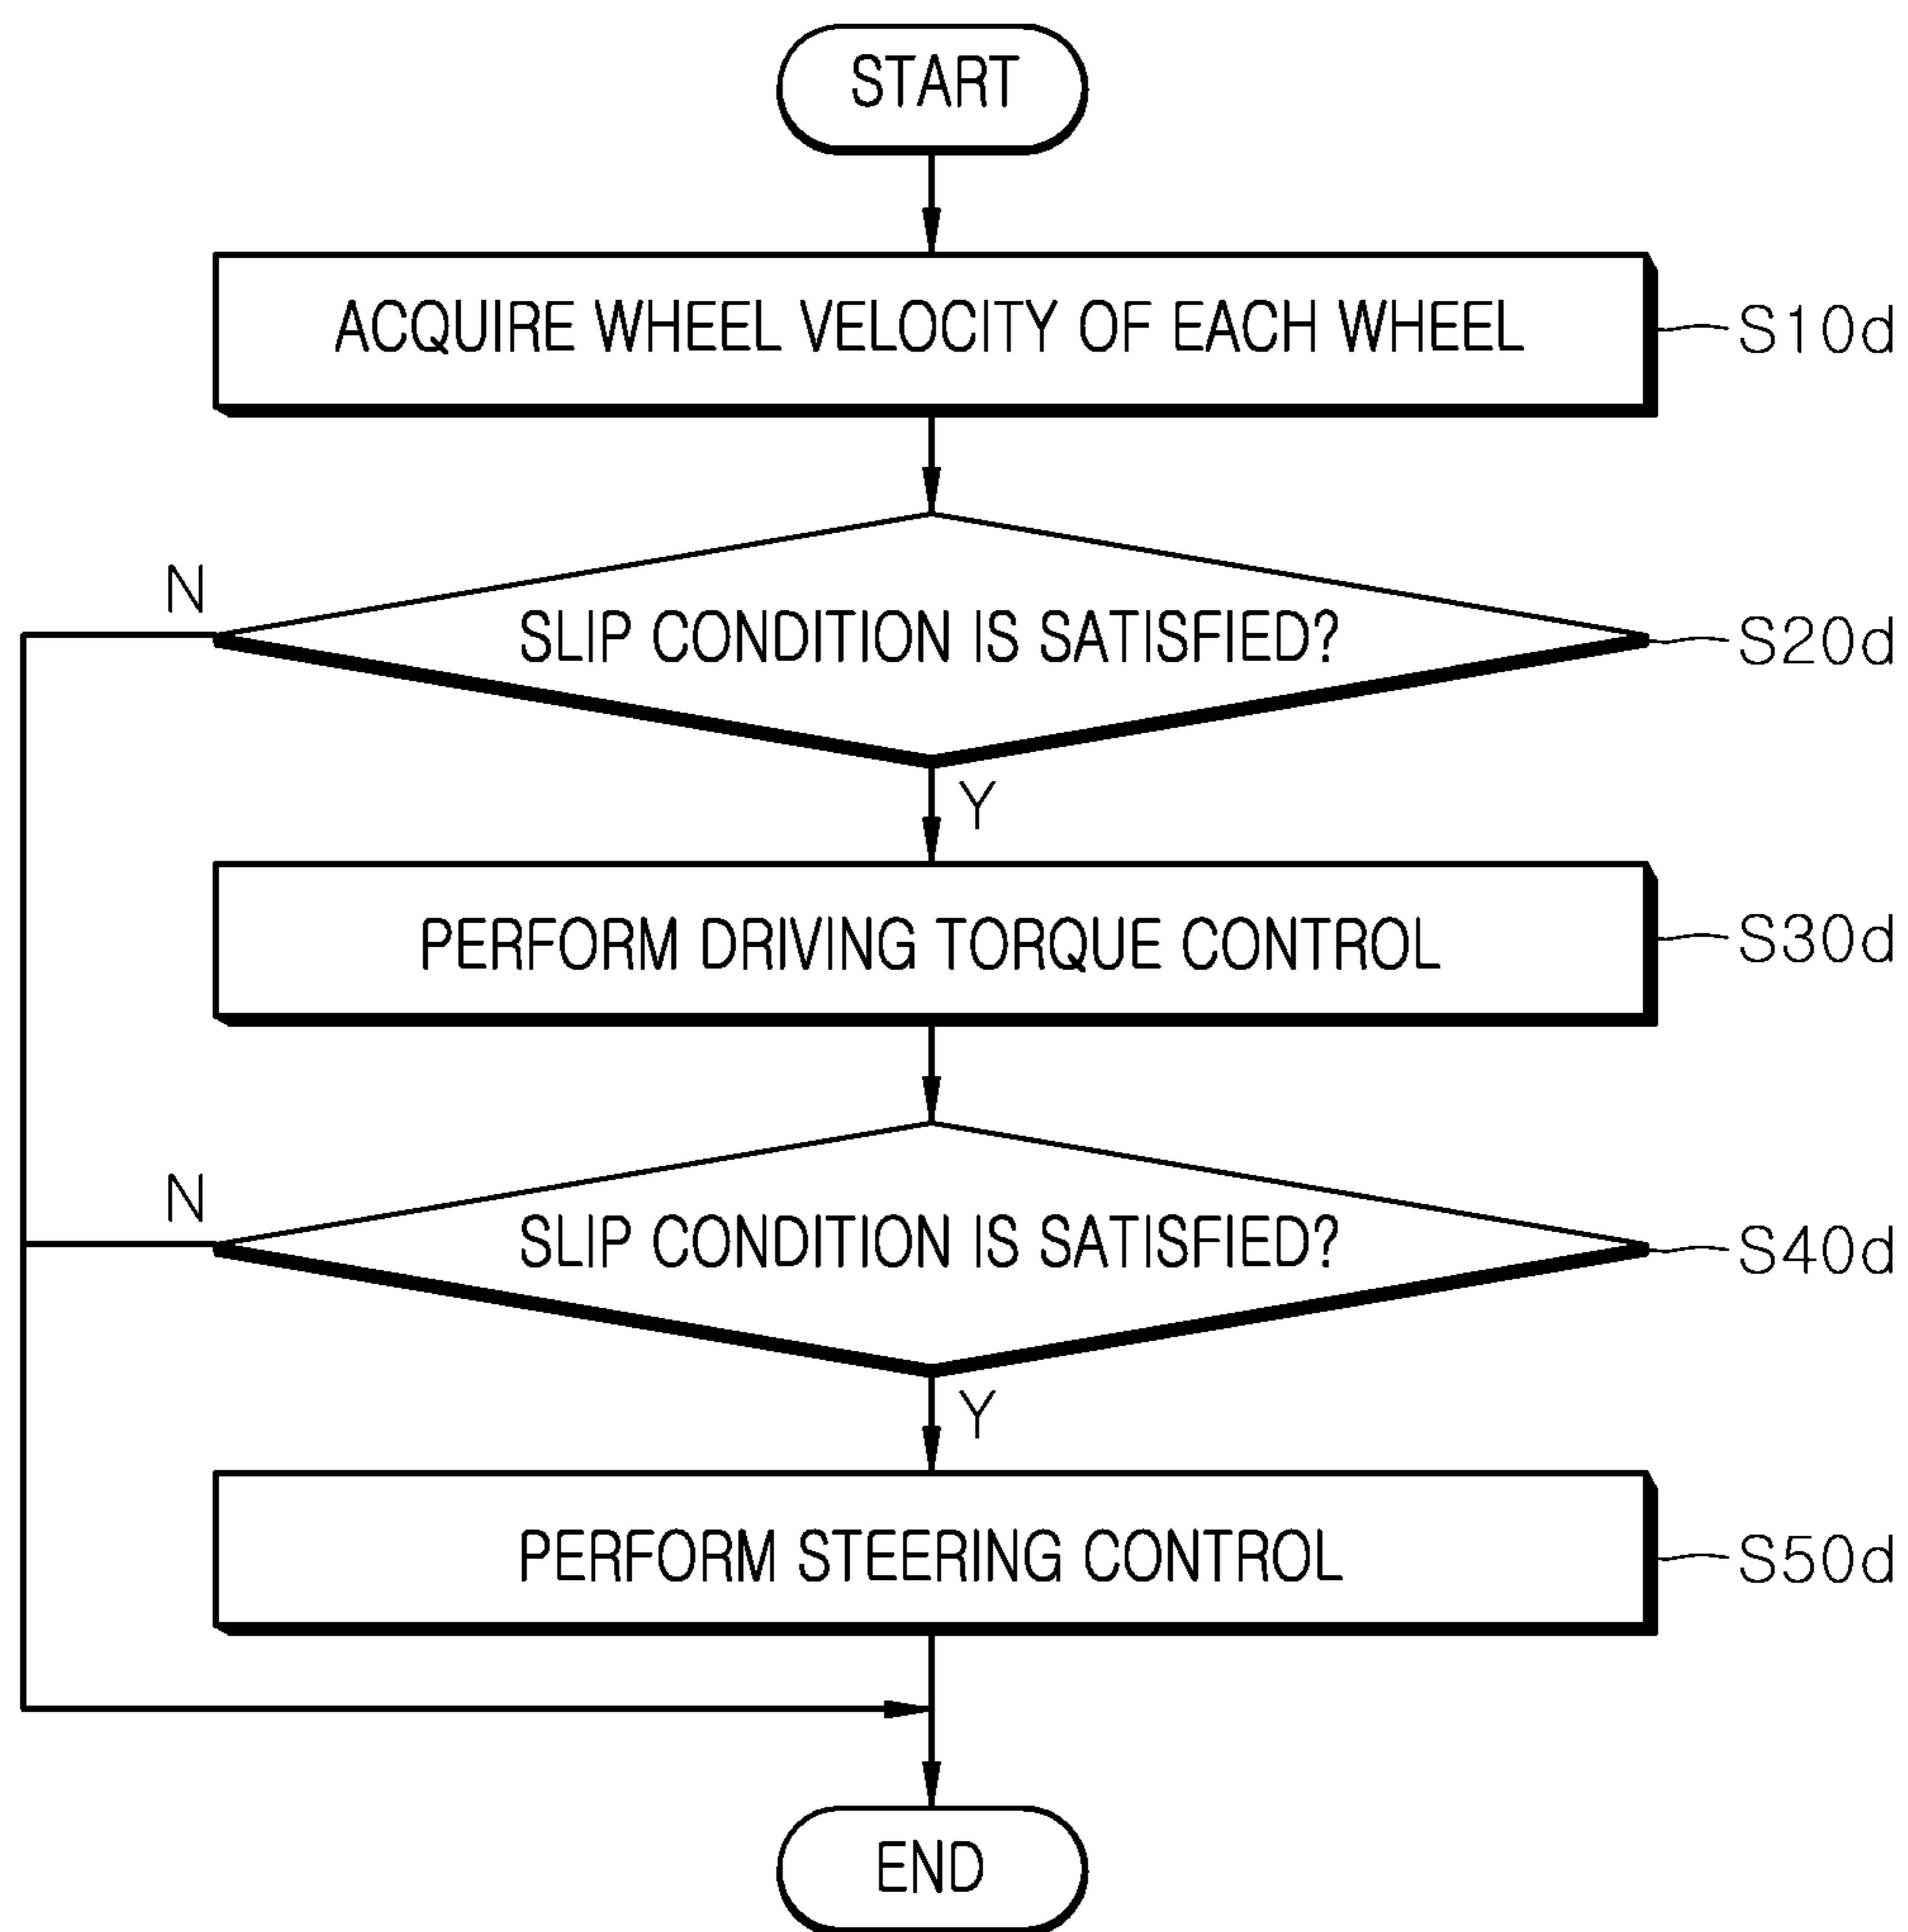 START
ACQUIRE WHEEL VELOCITY OF EACH WHEEL
S10d
N
SLIP CONDITION IS SATISFIED?
S20d
Y
PERFORM DRIVING TORQUE CONTROL
S30d
N
SLIP CONDITION IS SATISFIED?
S40d
Y
PERFORM STEERING CONTROL
S50d
END